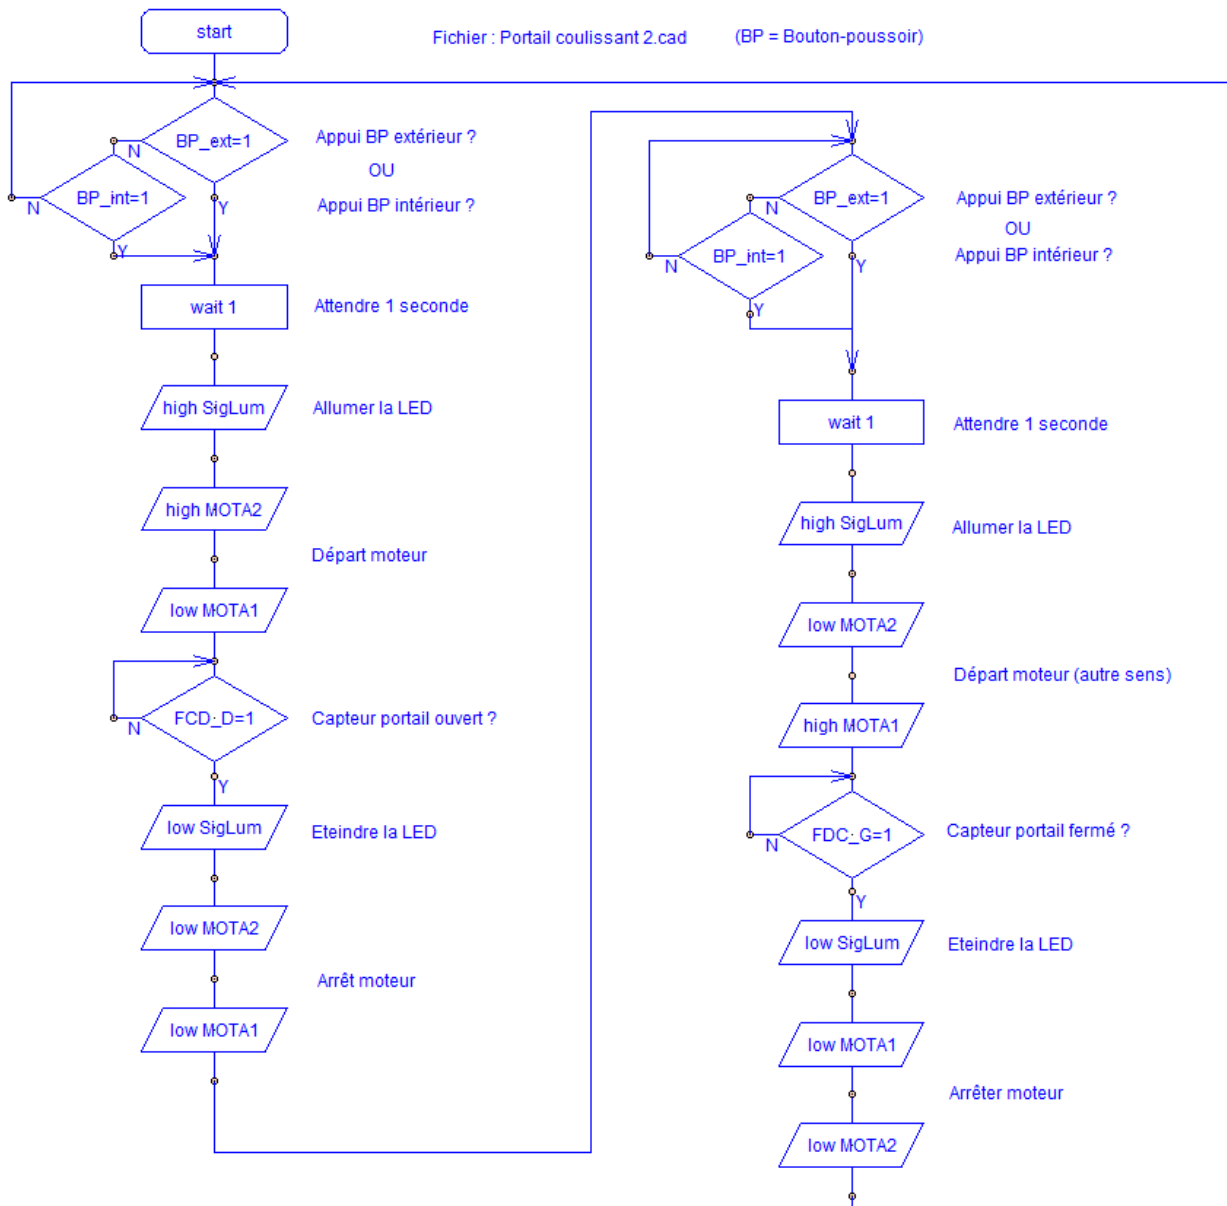 start
Fichier : Portail coulissant 2.cad (BP = Bouton-poussoir)
BP_ext=1
N
Y
Appui BP extérieur ?
OU
Appui BP intérieur ?
BP_int=1
N
Y
wait 1
Attendre 1 seconde
high SigLum
Allumer la LED
high MOTA2
Départ moteur
low MOTA1
FCD_D=1
N
Y
Capteur portail ouvert ?
low SigLum
Eteindre la LED
low MOTA2
Arrêt moteur
low MOTA1
BP_ext=1
N
Y
Appui BP extérieur ?
OU
Appui BP intérieur ?
BP_int=1
N
Y
wait 1
Attendre 1 seconde
high SigLum
Allumer la LED
low MOTA2
Départ moteur (autre sens)
high MOTA1
FDC_G=1
N
Y
Capteur portail fermé ?
low SigLum
Eteindre la LED
low MOTA1
Arrêter moteur
low MOTA2